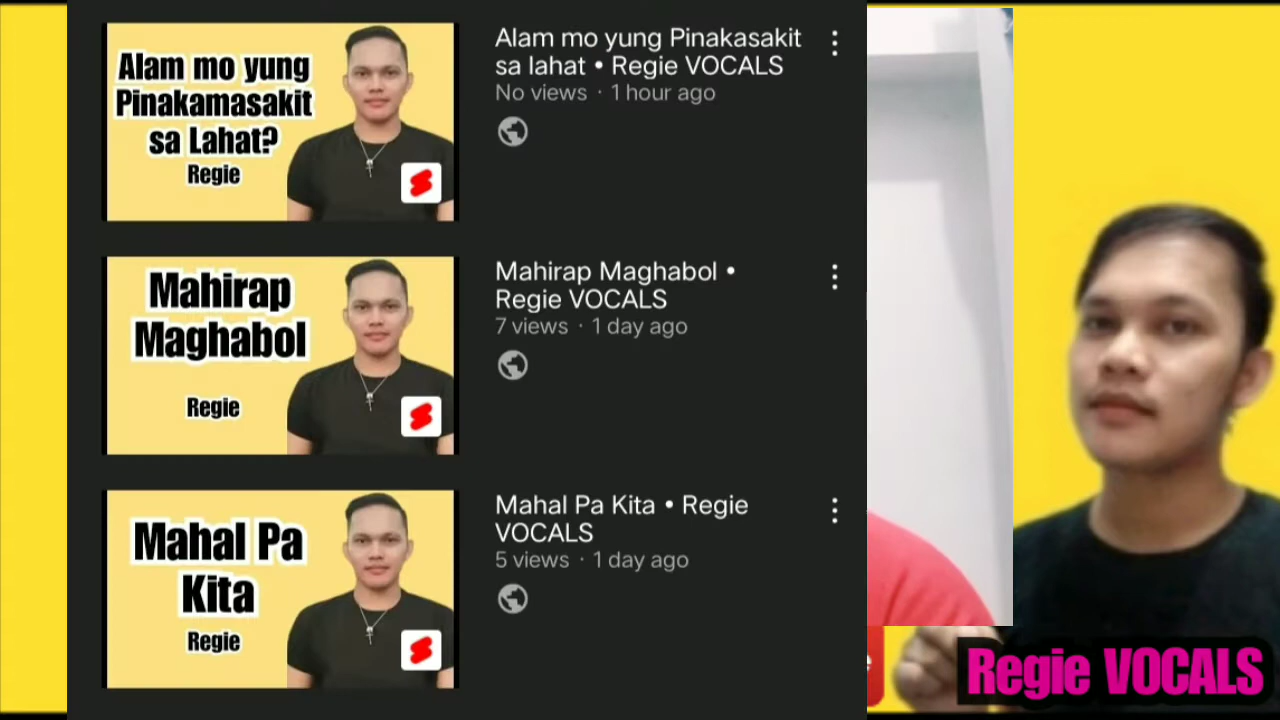 Alam mo yung
Pinakamasakit
sa Lahat?
Regie
Alam mo yung Pinakasakit
sa lahat • Regie VOCALS
No views · 1 hour ago
Mahirap
Maghabol
Regie
Mahirap Maghabol •
Regie VOCALS
7 views · 1 day ago
Mahal Pa
Kita
Regie
Mahal Pa Kita • Regie
VOCALS
5 views · 1 day ago
Regie VOCALS